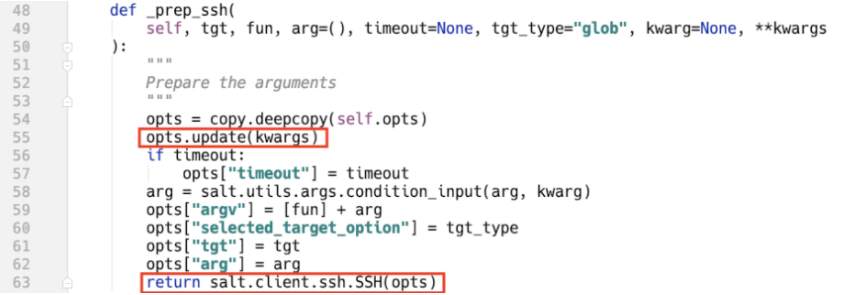 48 def _prep_ssh(
49 self, tgt, fun, arg=(), timeout=None, tgt_type="glob", kwarg=None, **kwargs
50 ):
51 """
52 Prepare the arguments
53 """
54 opts = copy.deepcopy(self.opts)
55 opts.update(kwargs)
56 if timeout:
57 opts["timeout"] = timeout
58 arg = salt.utils.args.condition_input(arg, kwarg)
59 opts["argv"] = [fun] + arg
60 opts["selected_target_option"] = tgt_type
61 opts["tgt"] = tgt
62 opts["arg"] = arg
63 return salt.client.ssh.SSH(opts)